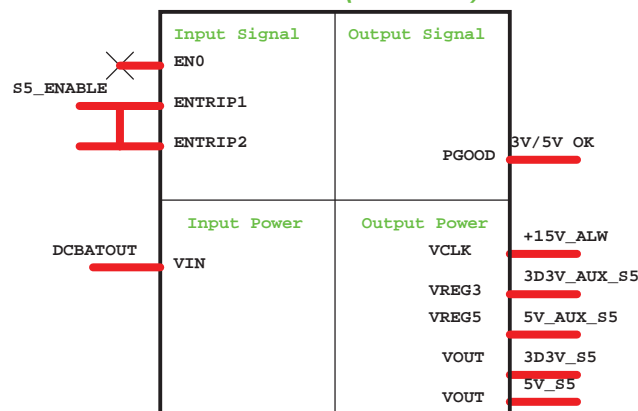 Input Signal Output Signal
EN0
S5_ENABLE
ENTRIP1
ENTRIP2
3V/5V OK
PGOOD
Input Power Output Power
DCBATOUT VIN
VCLK +15V_ALW
VREG3 3D3V_AUX_S5
VREG5 5V_AUX_S5
VOUT 3D3V_S5
VOUT 5V_S5